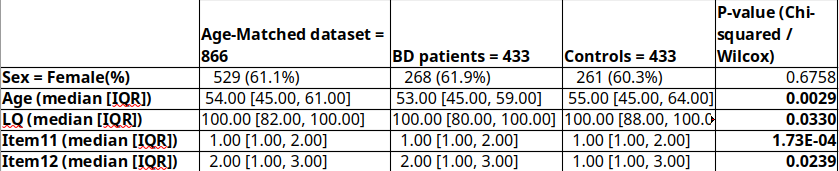 Age-Matched dataset = 866 BD patients = 433 Controls = 433 P-value (Chi-squared / Wilcox)
Sex = Female(%) 529 (61.1%) 268 (61.9%) 261 (60.3%) 0.6758
Age (median [IQR]) 54.00 [45.00, 61.00] 53.00 [45.00, 59.00] 55.00 [45.00, 64.00] 0.0029
LQ (median [IQR]) 100.00 [82.00, 100.00] 100.00 [80.00, 100.00] 100.00 [88.00, 100.0 0.0330
Item11 (median [IQR]) 1.00 [1.00, 2.00] 1.00 [1.00, 2.00] 1.00 [1.00, 2.00] 1.73E-04
Item12 (median [IQR]) 2.00 [1.00, 3.00] 2.00 [1.00, 3.00] 1.00 [1.00, 3.00] 0.0239